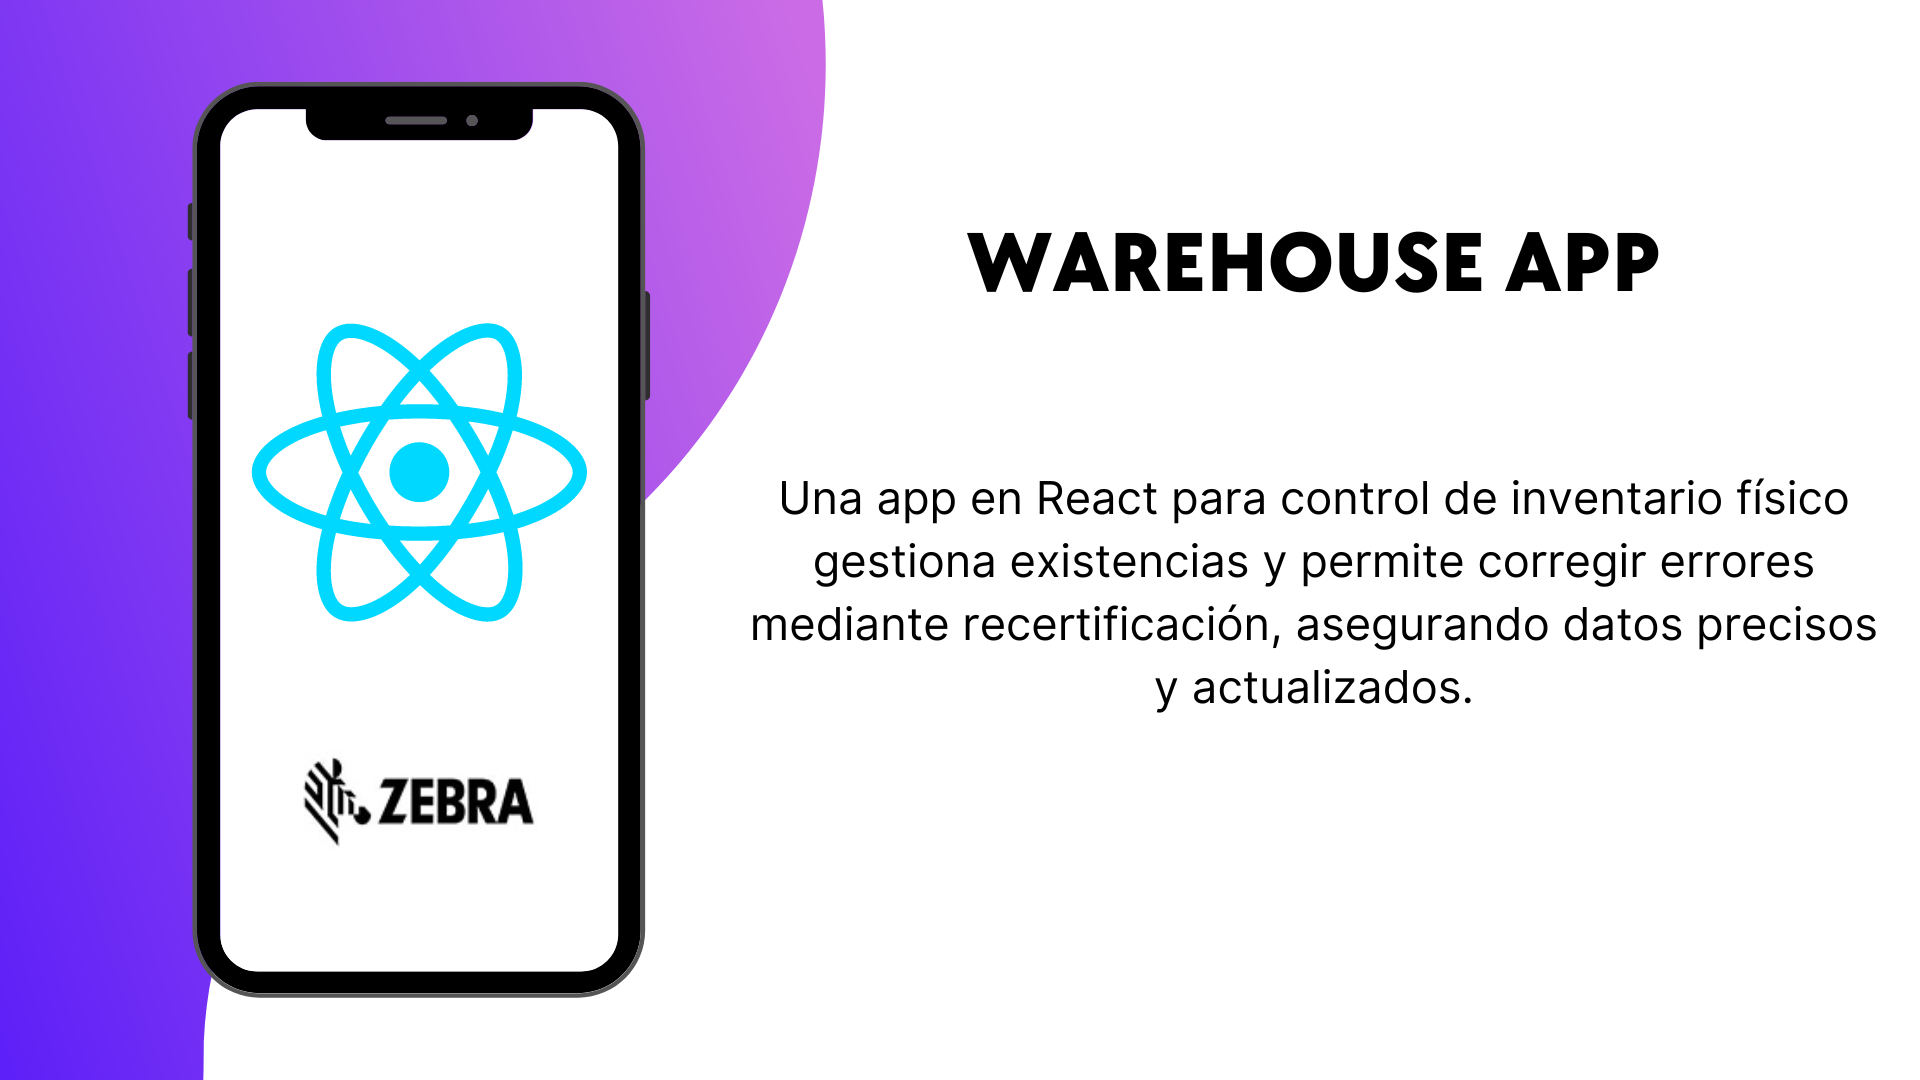 WAREHOUSE APP
Una app en React para control de inventario físico
gestiona existencias y permite corregir errores
mediante recertificación, asegurando datos precisos
y actualizados.
ZEBRA